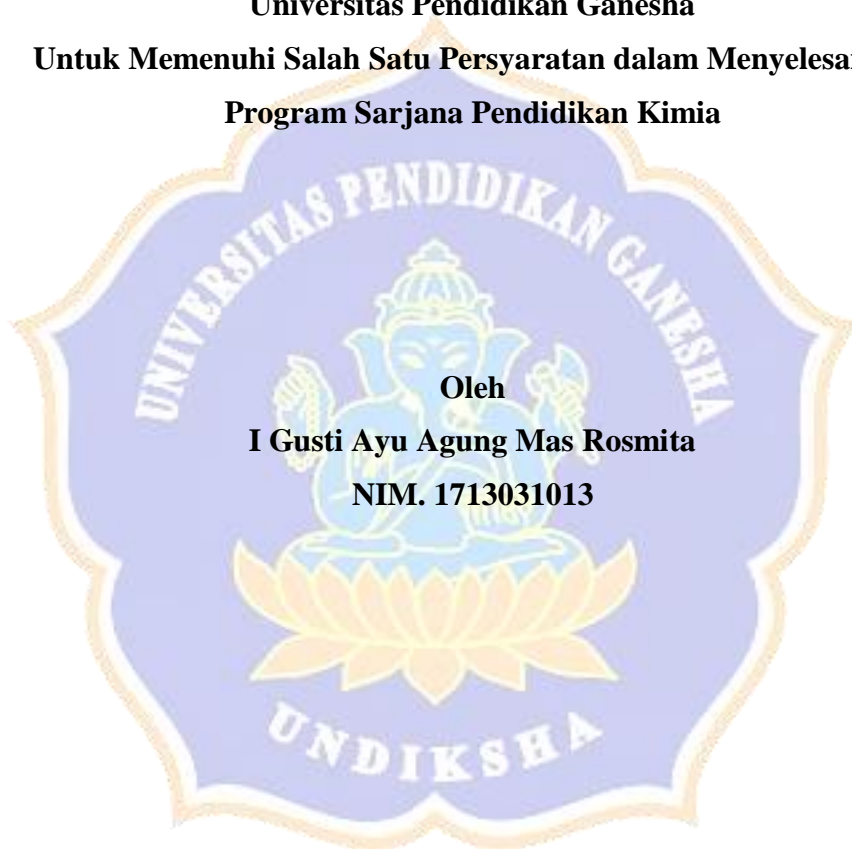 Universitas Pendidikan Ganesha
Untuk Memenuhi Salah Satu Persyaratan dalam
Program Sarjana Pendidikan Kimia
UNIVERSITAS PENDIDIKAN GANESHA
Oleh
I Gusti Ayu Agung Mas Rosmita
NIM. 1713031013
UNDIKSHA